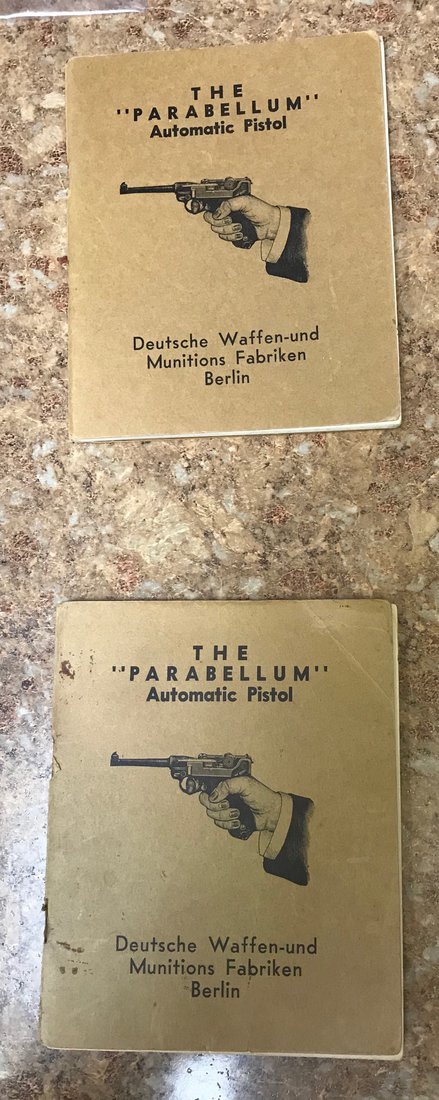 THE
"PARABELLUM"
Automatic Pistol
Deutsche Waffen-und
Munitions Fabriken
Berlin
THE
"PARABELLUM"
Automatic Pistol
Deutsche Waffen-und
Munitions Fabriken
Berlin